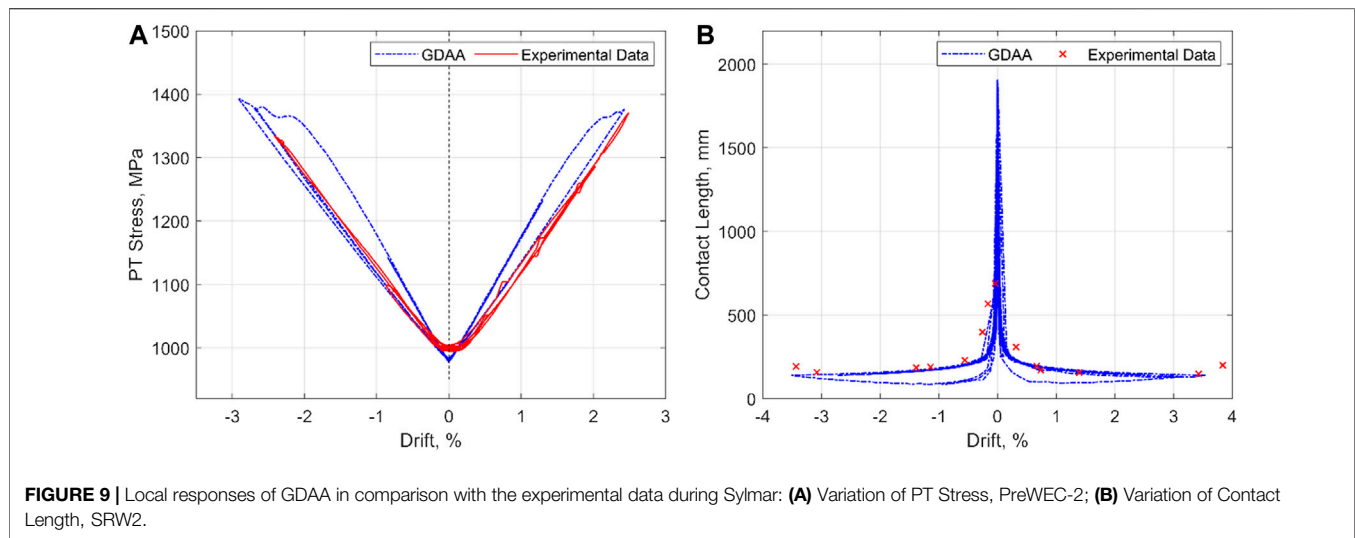 A
1500
GDAA
Experimental Data
1400
1300
1200
1100
1000
PT Stress, MPa
-3
-2
-1
0
1
2
3
Drift, %
B
2000
GDAA
Experimental Data
1500
1000
500
0
Contact Length, mm
-4
-3
-2
-1
0
1
2
3
4
Drift, %
FIGURE 9 | Local responses of GDAA in comparison with the experimental data during Sylmar: (A) Variation of PT Stress, PreWEC-2; (B) Variation of Contact
Length, SRW2.